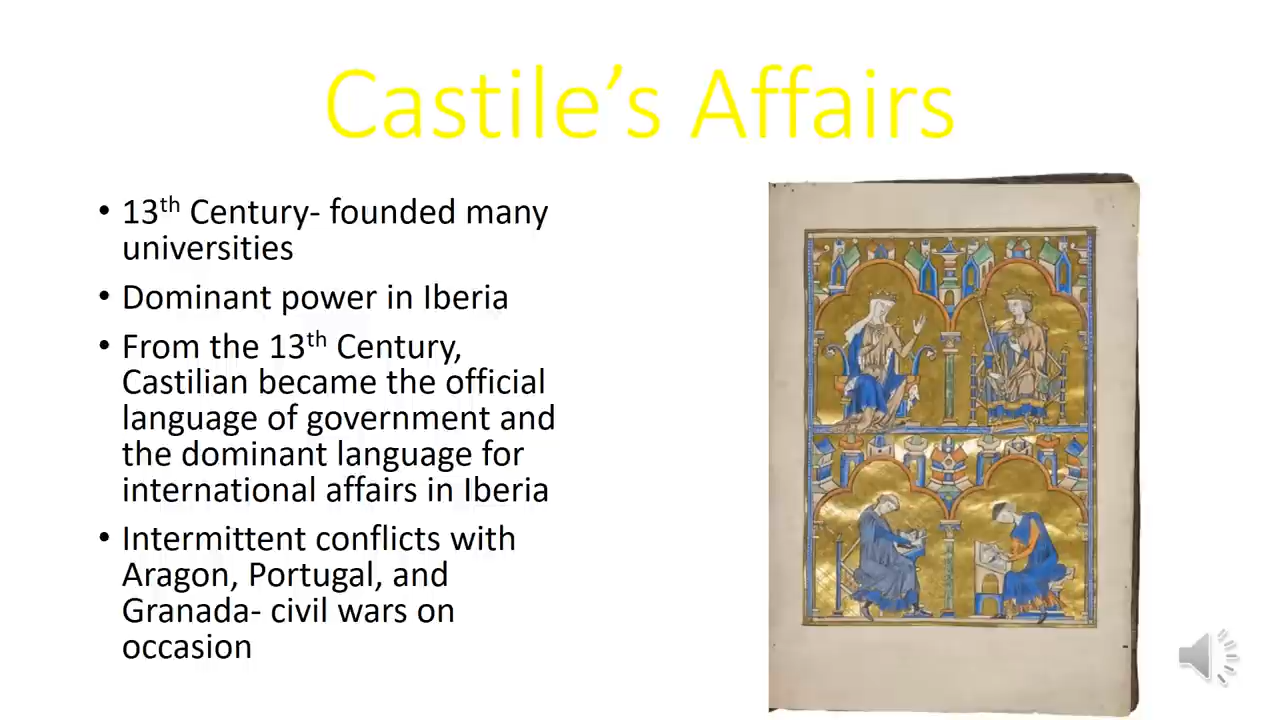 Castile’s Affairs
• 13th Century- founded many
universities
• Dominant power in Iberia
• From the 13th Century,
Castilian became the official
language of government and
the dominant language for
international affairs in Iberia
• Intermittent conflicts with
Aragon, Portugal, and
Granada- civil wars on
occasion